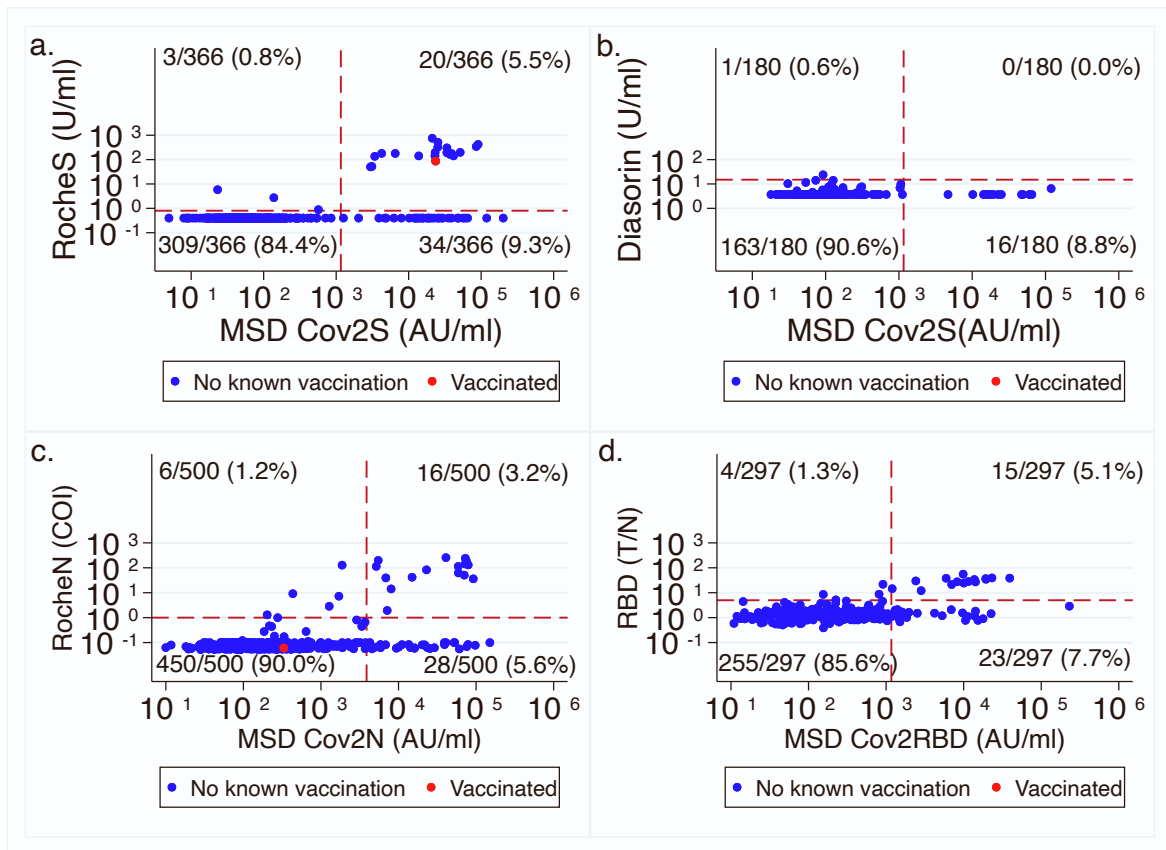 a.
3/366 (0.8%)
20/366 (5.5%)
RocheS (U/ml)
10 3
10 2
10 1
10 0
10 -1
309/366 (84.4%)
34/366 (9.3%)
10 1 10 2 10 3 10 4 10 5 10 6
MSD Cov2S (AU/ml)
No known vaccination Vaccinated
b.
1/180 (0.6%)
0/180 (0.0%)
Diasorin (U/ml)
10 2
10 1
10 0
163/180 (90.6%)
16/180 (8.8%)
10 1 10 2 10 3 10 4 10 5 10 6
MSD Cov2S(AU/ml)
No known vaccination Vaccinated
c.
6/500 (1.2%)
16/500 (3.2%)
RocheN (COI)
10 3
10 2
10 1
10 0
10 -1
450/500 (90.0%)
28/500 (5.6%)
10 1 10 2 10 3 10 4 10 5 10 6
MSD Cov2N (AU/ml)
No known vaccination Vaccinated
d.
4/297 (1.3%)
15/297 (5.1%)
RBD (T/N)
10 3
10 2
10 1
10 0
10 -1
255/297 (85.6%)
23/297 (7.7%)
10 1 10 2 10 3 10 4 10 5 10 6
MSD Cov2RBD (AU/ml)
No known vaccination Vaccinated